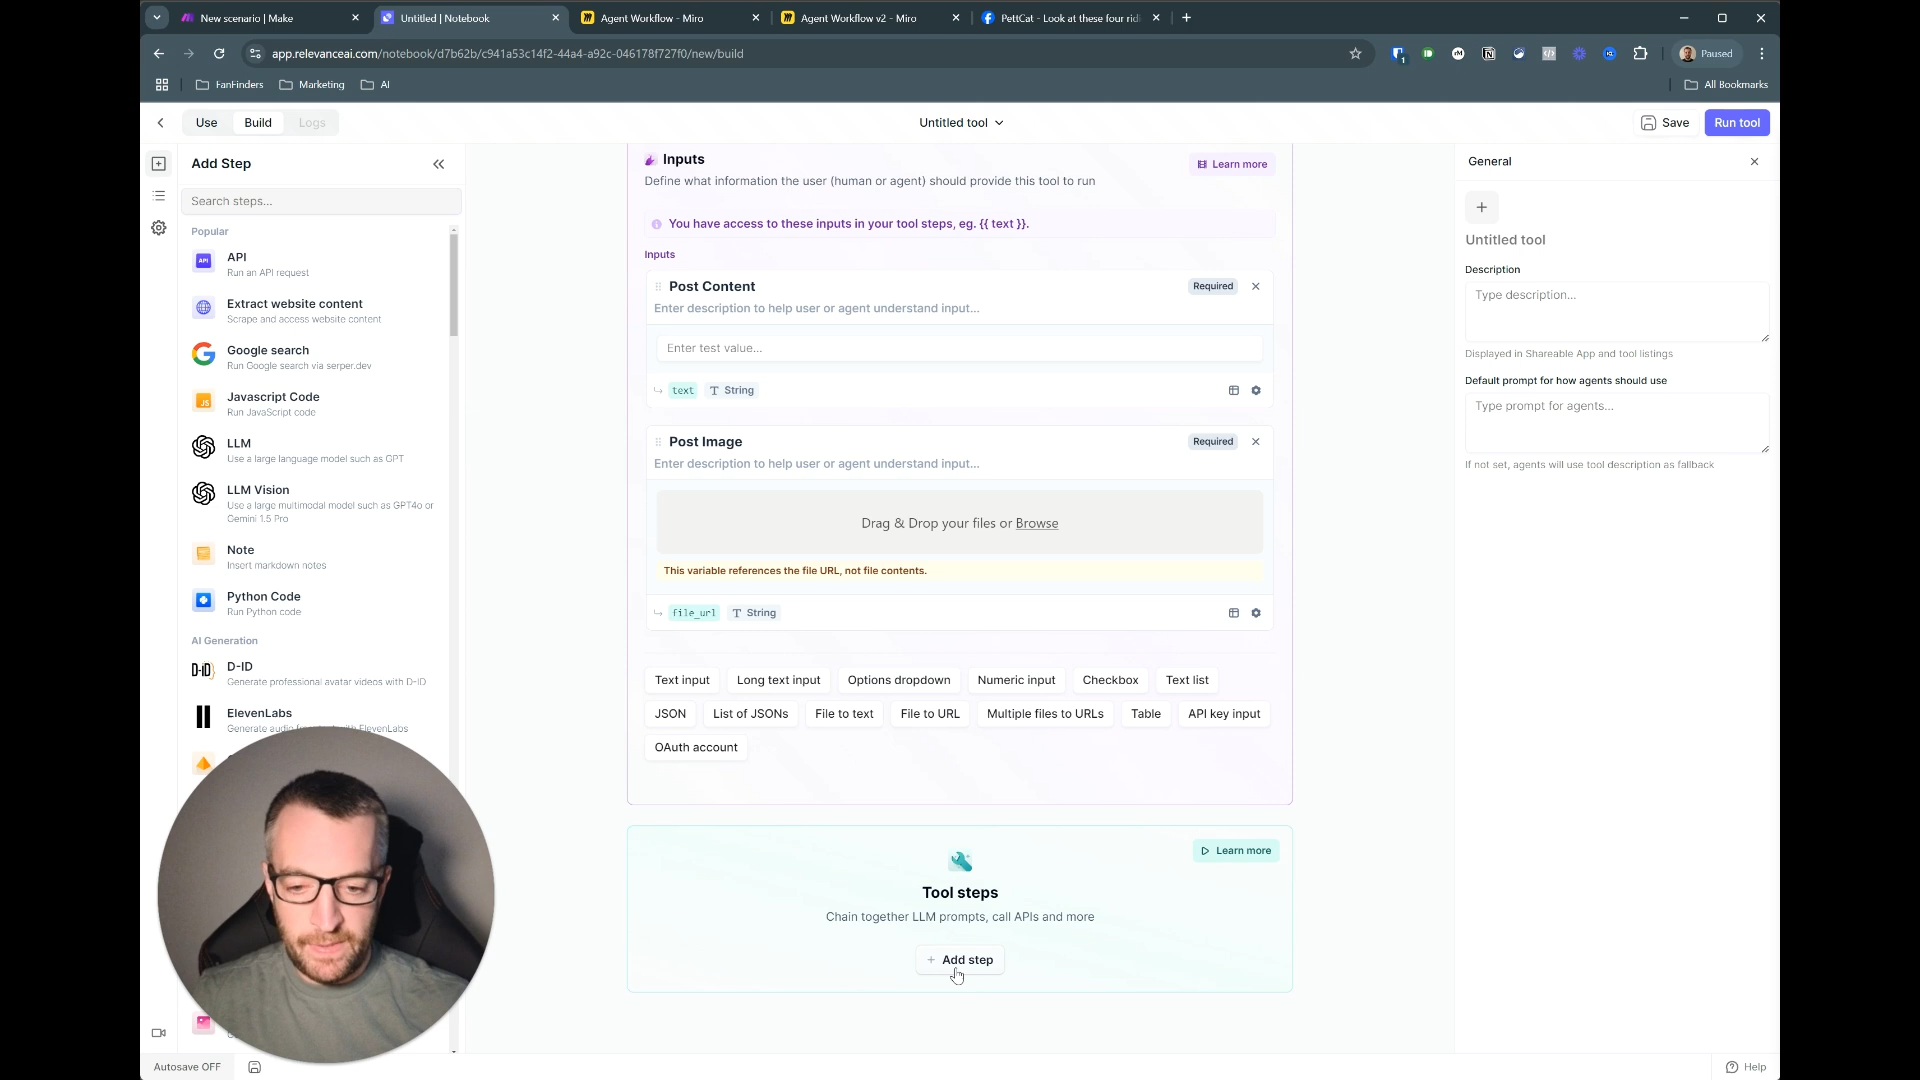 New scenario | Make
Untitled | Notebook
Agent Workflow - Miro
Agent Workflow v2 - Miro
PettCat - Look at these four ridi
app.relevanceai.com/notebook/d7b62b/c941a53c14f2-44a4-a92c-046178f727f0/new/build
Paused
FanFinders
Marketing
AI
All Bookmarks
Use
Build
Logs
Untitled tool
Save
Run tool
Add Step
Search steps...
Popular
API
Run an API request
Extract website content
Scrape and access website content
Google search
Run Google search via serper.dev
Javascript Code
Run JavaScript code
LLM
Use a large language model such as GPT
LLM Vision
Use a large multimodal model such as GPT4o or
Gemini 1.5 Pro
Note
Insert markdown notes
Python Code
Run Python code
AI Generation
D-ID
Generate professional avatar videos with D-ID
ElevenLabs
Generate audio
ElevenLabs
Autosave OFF
Inputs
Learn more
Define what information the user (human or agent) should provide this tool to run
You have access to these inputs in your tool steps, eg. {{ text }}.
Inputs
Post Content
Required
Enter description to help user or agent understand input...
Enter test value...
text
String
Post Image
Required
Enter description to help user or agent understand input...
Drag & Drop your files or Browse
This variable references the file URL, not file contents.
file_url
String
Text input
Long text input
Options dropdown
Numeric input
Checkbox
Text list
JSON
List of JSONs
File to text
File to URL
Multiple files to URLs
Table
API key input
OAuth account
Learn more
Tool steps
Chain together LLM prompts, call APIs and more
+ Add step
General
Untitled tool
Description
Type description...
Displayed in Shareable App and tool listings
Default prompt for how agents should use
Type prompt for agents...
If not set, agents will use tool description as fallback
Help